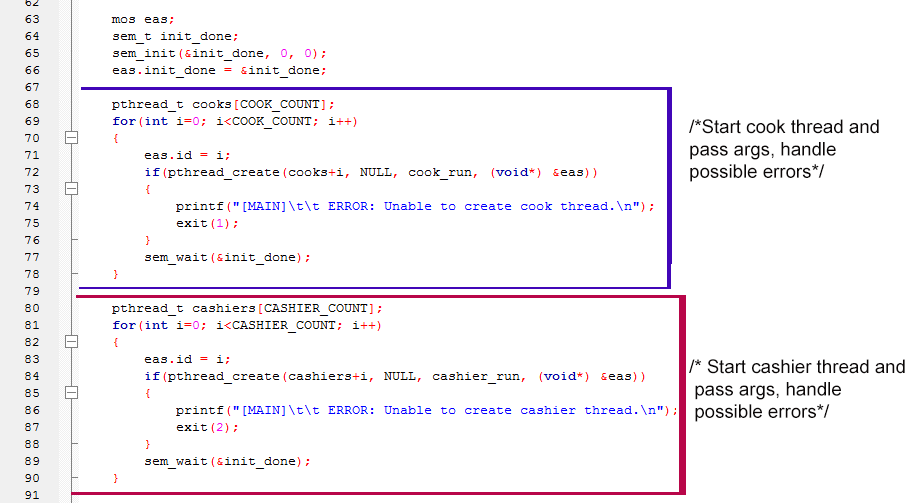 62
63 mos eas;
64 sem_t init_done;
65 sem_init(&init_done, 0, 0);
66 eas.init_done = &init_done;
67
68 pthread_t cooks[COOK_COUNT];
69 for(int i=0; i<COOK_COUNT; i++)
70 {
71 eas.id = i;
72 if(pthread_create(cooks+i, NULL, cook_run, (void*) &eas))
73 {
74 printf("[MAIN]\t\t ERROR: Unable to create cook thread.\n");
75 exit(1);
76 }
77 sem_wait(&init_done);
78 }
79
80 pthread_t cashiers[CASHIER_COUNT];
81 for(int i=0; i<CASHIER_COUNT; i++)
82 {
83 eas.id = i;
84 if(pthread_create(cashiers+i, NULL, cashier_run, (void*) &eas))
85 {
86 printf("[MAIN]\t\t ERROR: Unable to create cashier thread.\n");
87 exit(2);
88 }
89 sem_wait(&init_done);
90 }
91
/*Start cook thread and
pass args, handle
possible errors*/
/* Start cashier thread and
pass args, handle
possible errors*/